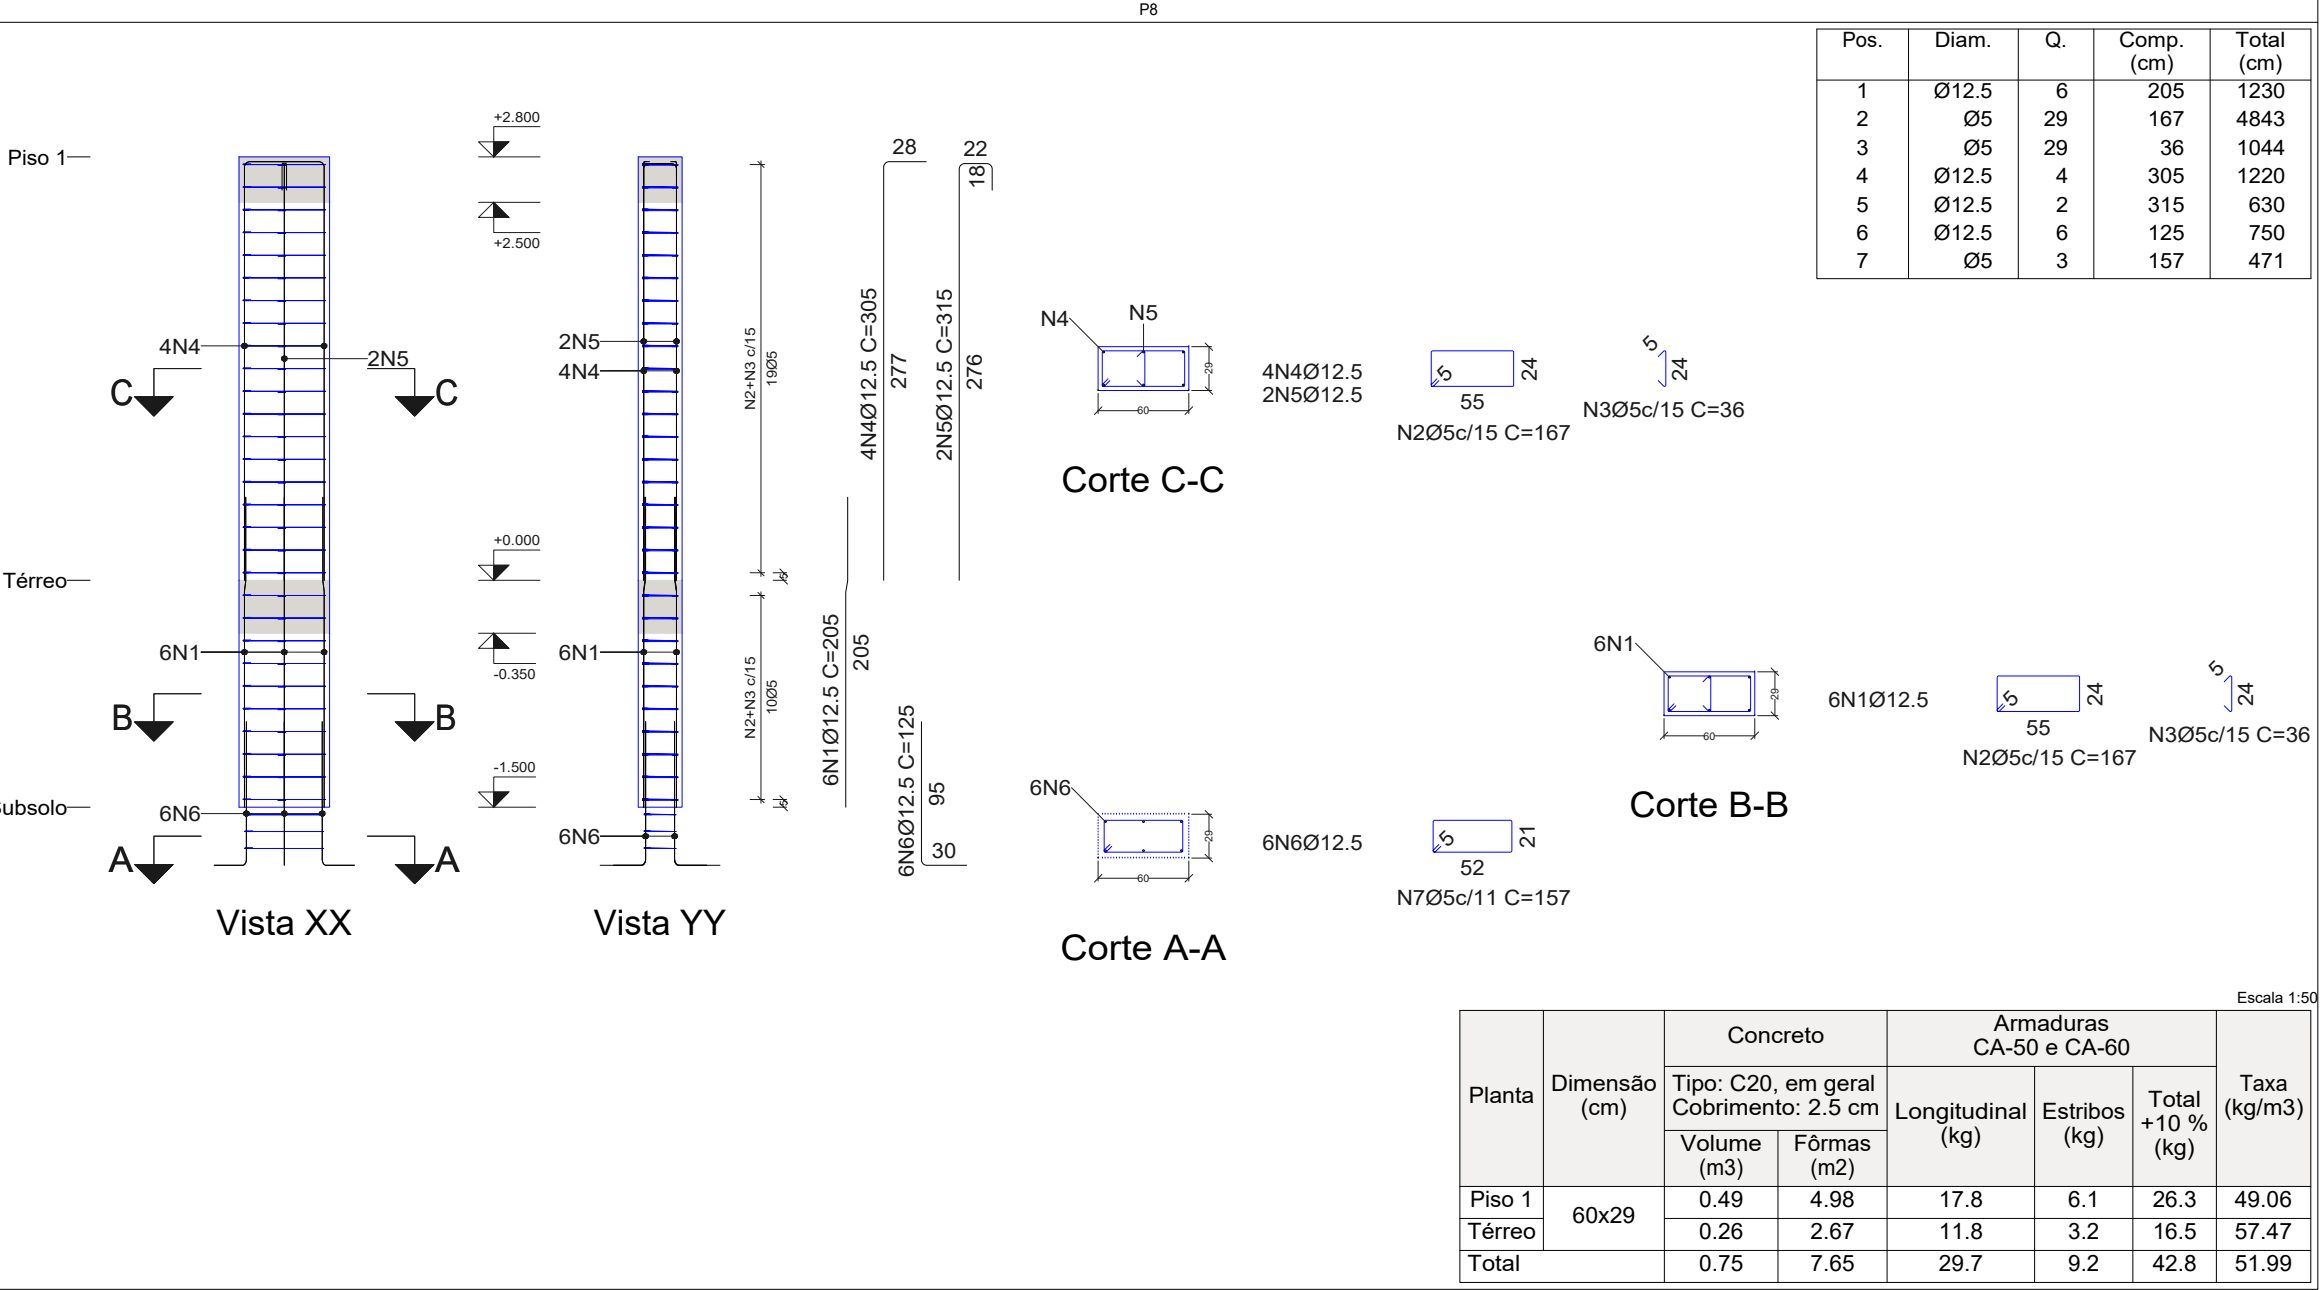 P8
Pos. Diam. Q. Comp. (cm) Total (cm)
1 Ø12.5 6 205 1230
2 Ø5 29 167 4843
3 Ø5 29 36 1044
4 Ø12.5 4 305 1220
5 Ø12.5 2 315 630
6 Ø12.5 6 125 750
7 Ø5 3 157 471
Piso 1
Térreo
ubsolo
4N4
2N5
C
C
6N1
B
B
6N6
A
A
Vista XX
+2.800
+2.500
+0.000
-0.350
-1.500
2N5
4N4
6N1
6N6
Vista YY
N2+N3 c/15
19Ø5
5
N2+N3 c/15
10Ø5
5
6N1Ø12.5 C=205
205
28
4N4Ø12.5 C=305
277
22
18
2N5Ø12.5 C=315
276
6N6Ø12.5 C=125
95
30
N4
N5
29
60
4N4Ø12.5
2N5Ø12.5
5
24
55
N2Ø5c/15 C=167
5
24
N3Ø5c/15 C=36
Corte C-C
6N1
29
60
6N1Ø12.5
5
24
55
N2Ø5c/15 C=167
5
24
N3Ø5c/15 C=36
Corte B-B
6N6
29
60
6N6Ø12.5
5
21
52
N7Ø5c/11 C=157
Corte A-A
Escala 1:50
Planta
Dimensão
(cm)
Concreto
Tipo: C20, em geral
Cobrimento: 2.5 cm
Volume
(m3)
Fôrmas
(m2)
Armaduras
CA-50 e CA-60
Longitudinal
(kg)
Estribos
(kg)
Total
+10 %
(kg)
Taxa
(kg/m3)
Piso 1 60x29 0.49 4.98 17.8 6.1 26.3 49.06
Térreo 0.26 2.67 11.8 3.2 16.5 57.47
Total 0.75 7.65 29.7 9.2 42.8 51.99